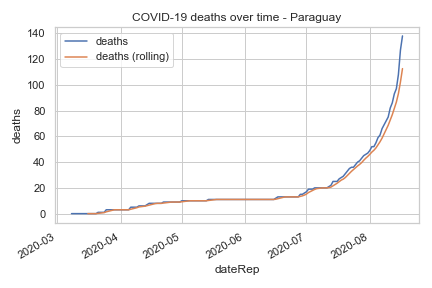 COVID-19 deaths over time - Paraguay
deaths
deaths (rolling)
140
120
100
80
60
40
20
0
deaths
2020-03
2020-04
2020-05
2020-06
2020-07
2020-08
dateRep